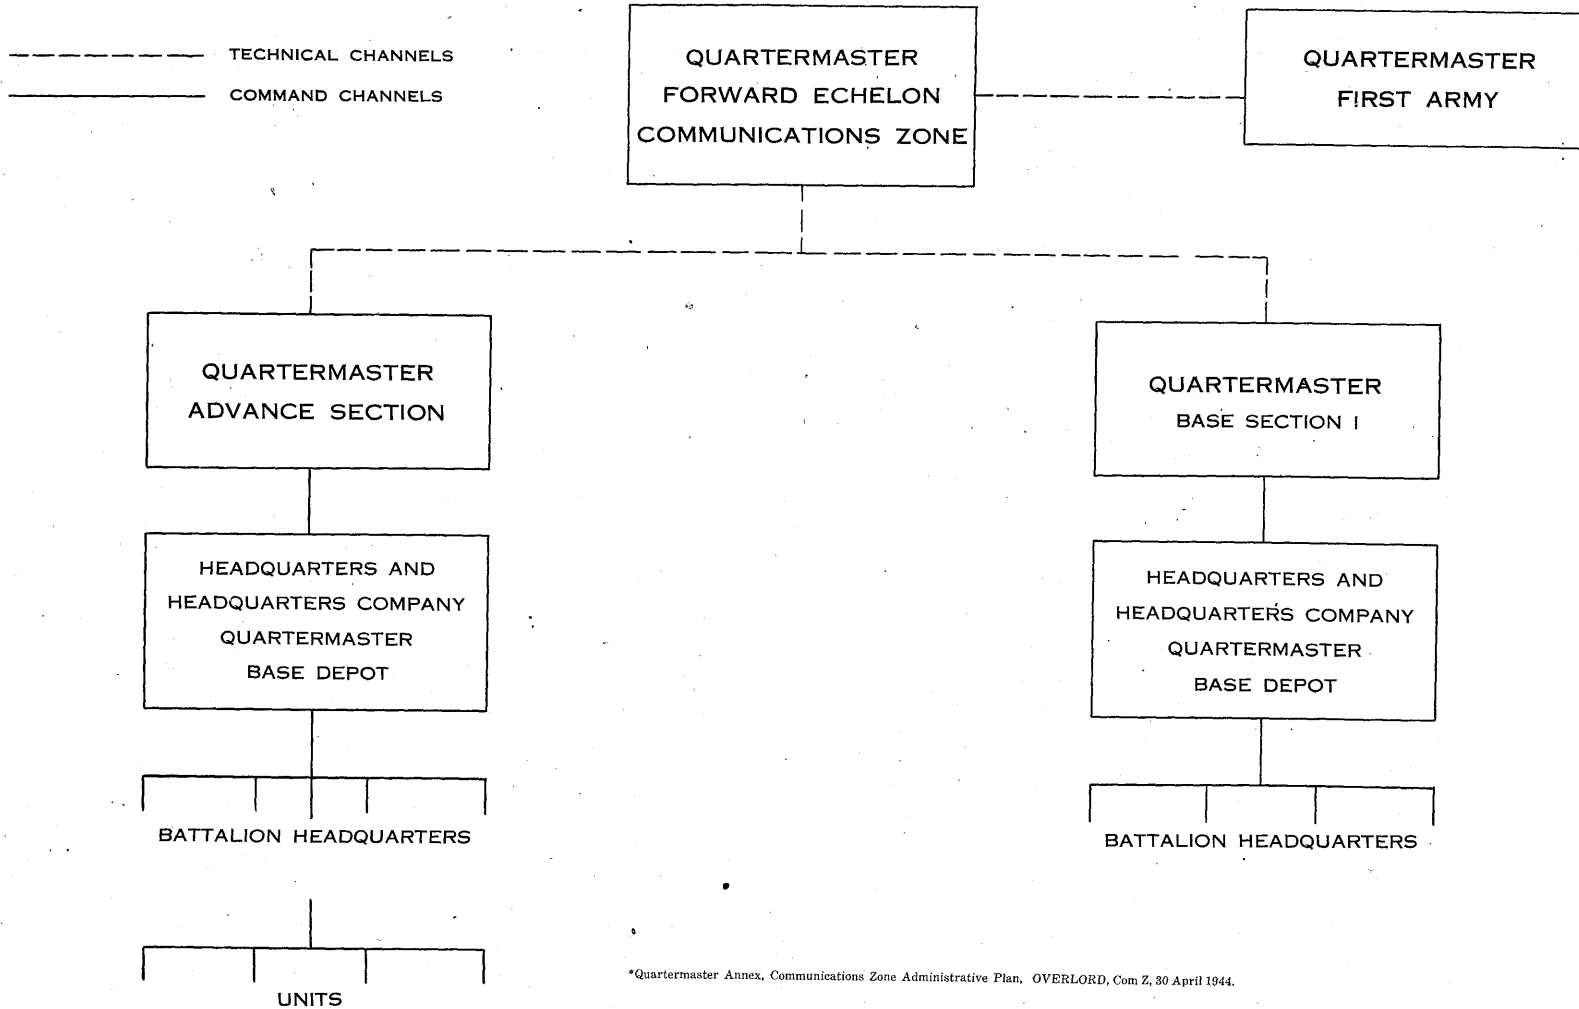 TECHNICAL CHANNELS
COMMAND CHANNELS
QUARTERMASTER
FORWARD ECHELON
COMMUNICATIONS ZONE
QUARTERMASTER
FIRST ARMY
QUARTERMASTER
ADVANCE SECTION
QUARTERMASTER
BASE SECTION I
HEADQUARTERS AND
HEADQUARTERS COMPANY
QUARTERMASTER
BASE DEPOT
HEADQUARTERS AND
HEADQUARTERS COMPANY
QUARTERMASTER
BASE DEPOT
BATTALION HEADQUARTERS
BATTALION HEADQUARTERS
UNITS
*Quartermaster Annex, Communications Zone Administrative Plan, OVERLORD, Com Z, 30 April 1944.